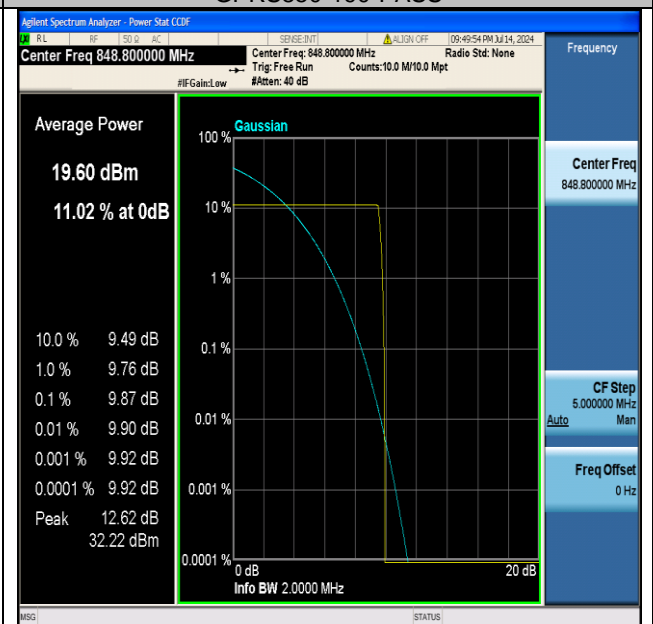 Agilent Spectrum Analyzer - Power Stat CCDF
RL RF 50 Ω AC SENSE:INT ALIGN OFF 09:49:54 PM Jul 14, 2024
Center Freq 848.800000 MHz
Center Freq: 848.800000 MHz Radio Std: None
Trig: Free Run Counts:10.0 M/10.0 Mpt
#IFGain:Low #Atten: 40 dB
Frequency
Average Power
19.60 dBm
11.02 % at 0dB
10.0 % 9.49 dB
1.0 % 9.76 dB
0.1 % 9.87 dB
0.01 % 9.90 dB
0.001 % 9.92 dB
0.0001 % 9.92 dB
Peak 12.62 dB
32.22 dBm
Gaussian
100 %
10 %
1 %
0.1 %
0.01 %
0.001 %
0.0001 %
0 dB 20 dB
Info BW 2.0000 MHz
Center Freq
848.800000 MHz
CF Step
5.000000 MHz
Auto Man
Freq Offset
0 Hz
MSG STATUS